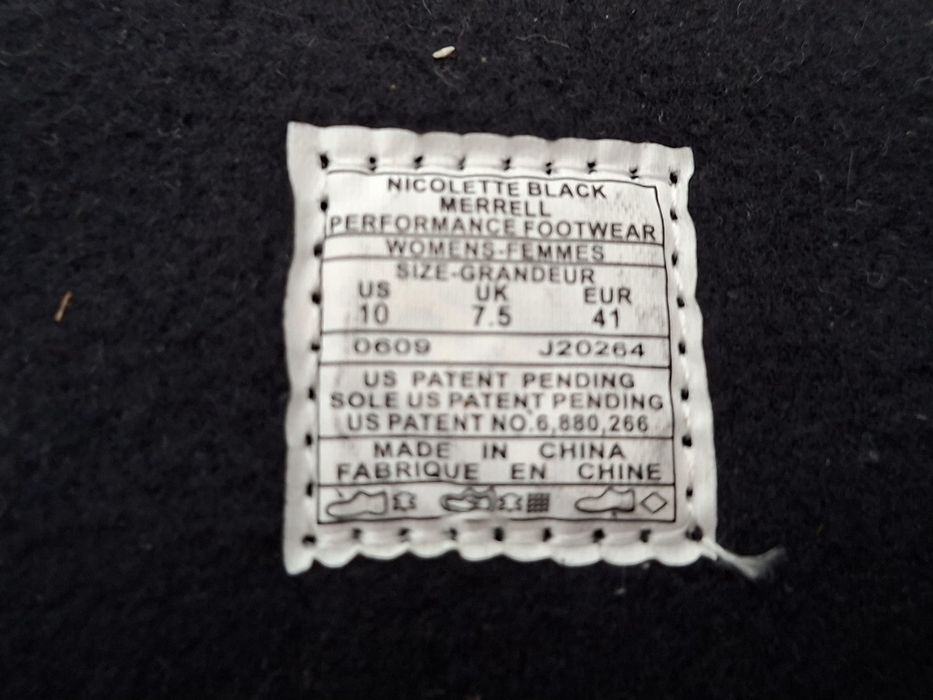 NICOLETTE BLACK
MERRELL
PERFORMANCE FOOTWEAR
WOMENS-FEMMES
SIZE-GRANDEUR
US UK EUR
10 7.5 41
0609 J20264
US PATENT PENDING
SOLE US PATENT PENDING
US PATENT NO.6,880,266
MADE IN CHINA
FABRIQUE EN CHINE